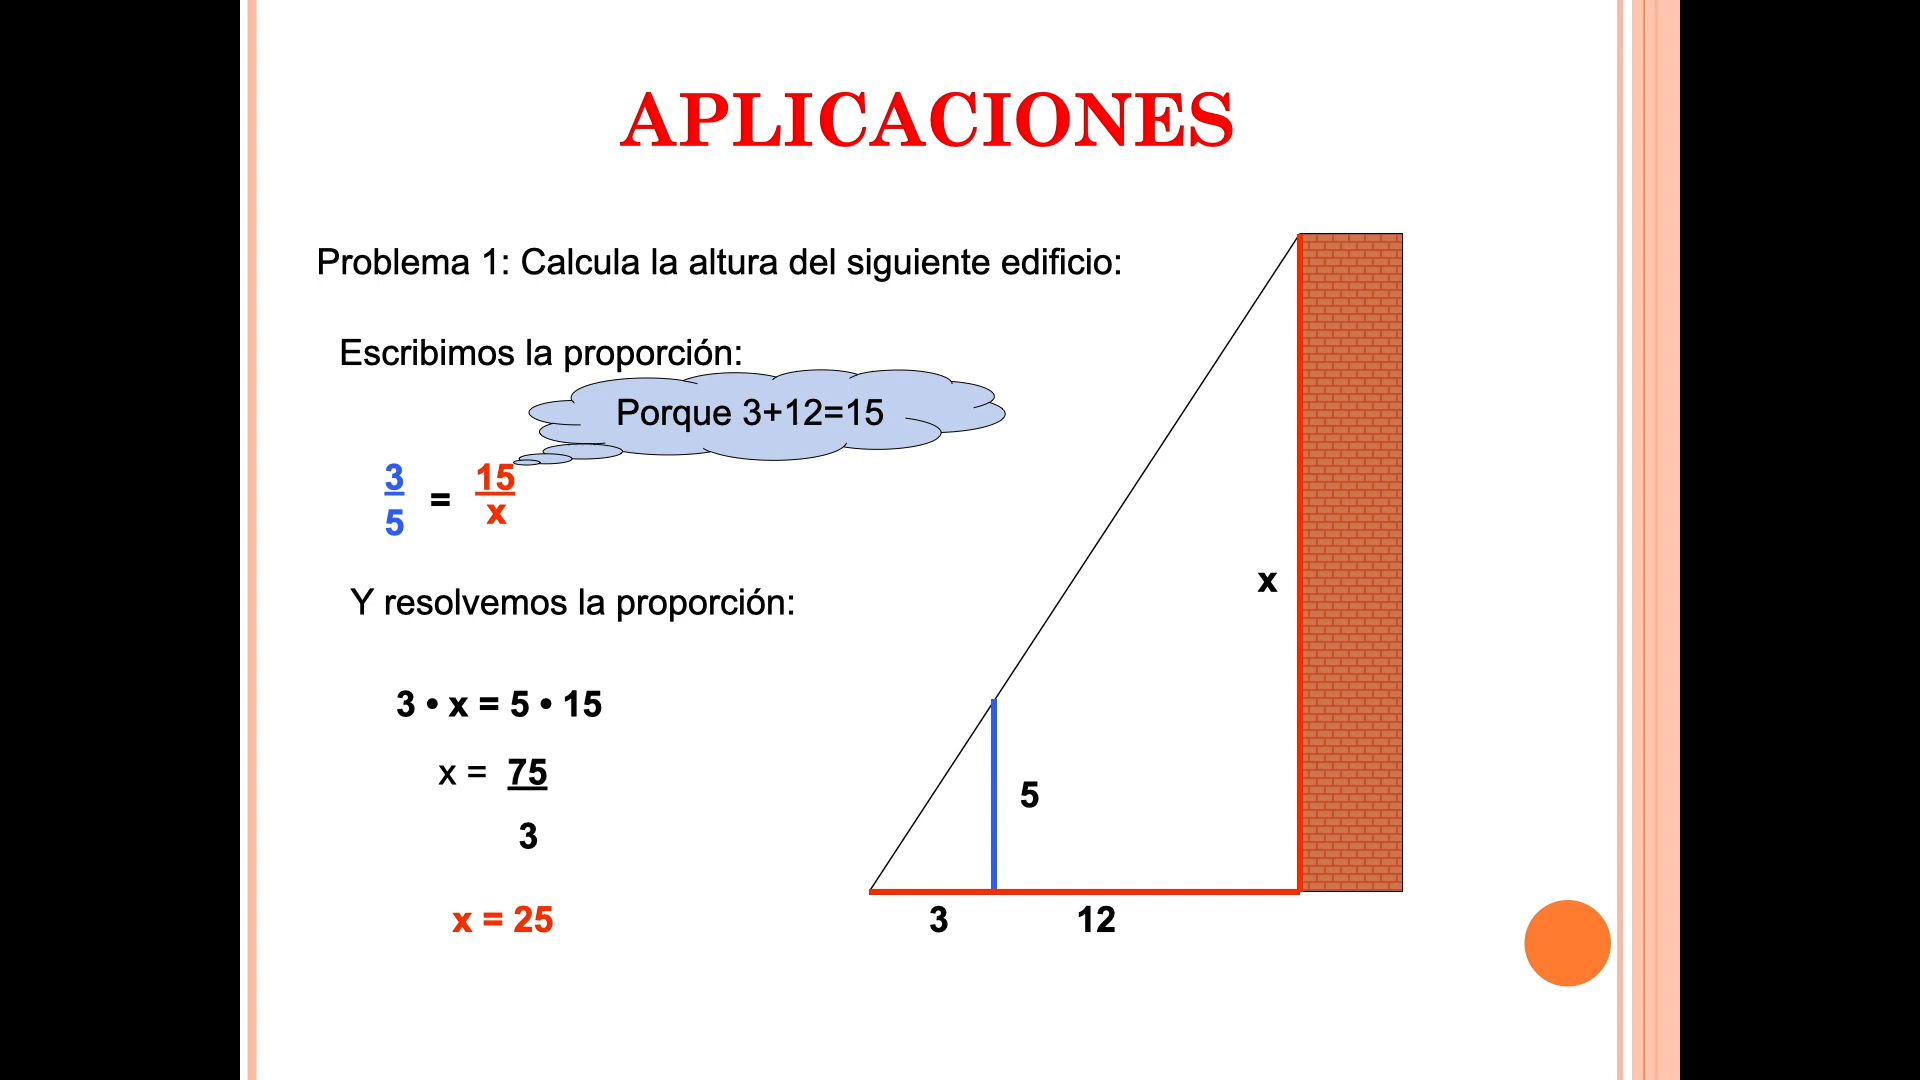 APLICACIONES
Problema 1: Calcula la altura del siguiente edificio:
Escribimos la proporción:
Porque 3+12=15
3 = 15
5 x
Y resolvemos la proporción:
3 • x = 5 • 15
x = 75
3
x = 25
x
5
3 12